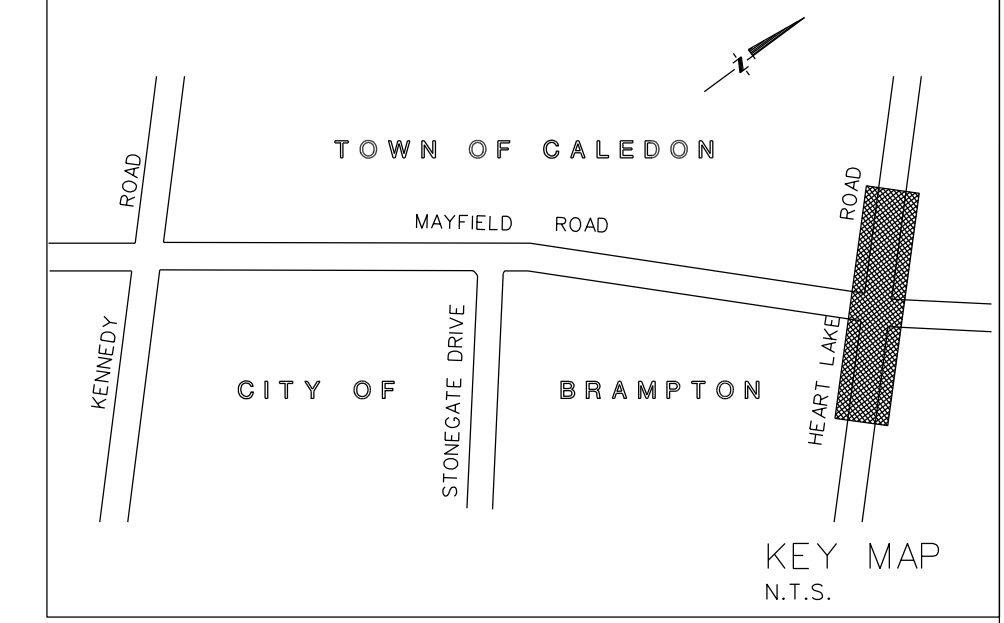 N
TOWN OF CALEDON
MAYFIELD ROAD
KENNEDY ROAD
HEART LAKE ROAD
STONEGATE DRIVE
CITY OF BRAMPTON
KEY MAP
N.T.S.